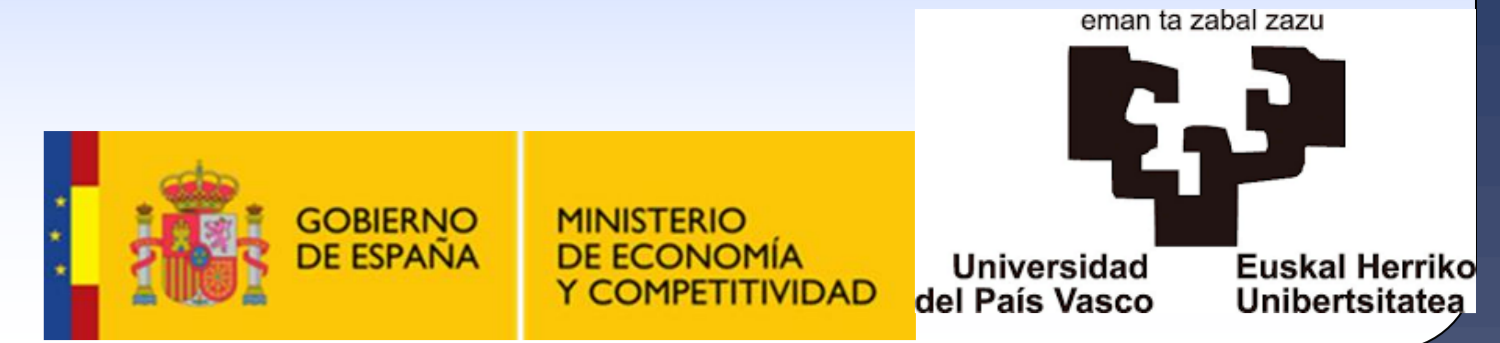 eman ta zabal zazu
GOBIERNO
DE ESPAÑA
MINISTERIO
DE ECONOMÍA
Y COMPETITIVIDAD
Universidad
del País Vasco
Euskal Herriko
Unibertsitatea